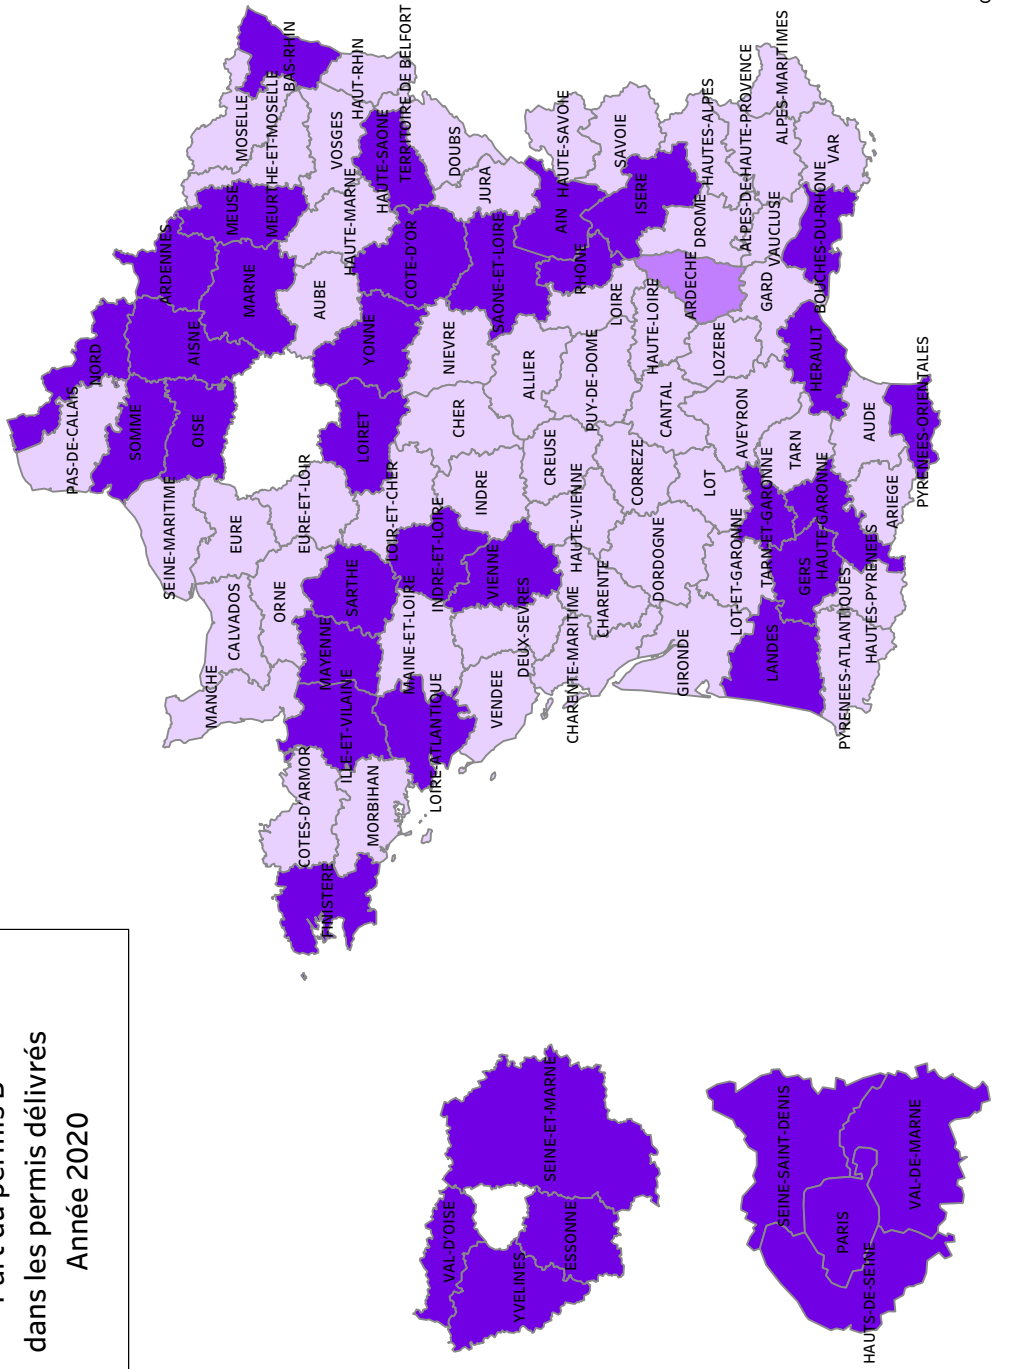 dans les permis délivrés
Année 2020
PAS-DE-CALAIS
NORD
SOMME
AISNE
ARDENNES
OISE
SEINE-MARITIME
MARNE
MEUSE
MOSELLE
MEURTHE-ET-MOSELLE
BAS-RHIN
EURE
CALVADOS
MANCHE
ORNE
EURE-ET-LOIR
AUBE
HAUTE-MARNE
VOSGES
HAUT-RHIN
COTES-D'ARMOR
FINISTERE
ILLE-ET-VILAINE
MAYENNE
SARTHE
LOIRET
YONNE
HAUTE-SAONE
TERRITOIRE DE BELFORT
MORBIHAN
LOIR-ET-CHER
COTE-D'OR
LOIRE-ATLANTIQUE
MAINE-ET-LOIRE
INDRE-ET-LOIRE
CHER
NIEVRE
DOUBS
JURA
VENDEE
DEUX-SEVRES
VIENNE
INDRE
SAONE-ET-LOIRE
ALLIER
CREUSE
HAUTE-VIENNE
CHARENTE-MARITIME
CHARENTE
PUY-DE-DOME
LOIRE
RHONE
AIN
HAUTE-SAVOIE
SAVOIE
CORREZE
DORDOGNE
CANTAL
HAUTE-LOIRE
ISERE
GIRONDE
LOT
LOZERE
ARDECHE
DROME
HAUTES-ALPES
LOT-ET-GARONNE
AVEYRON
TARN-ET-GARONNE
LANDES
GERS
TARN
GARD
VAUCLUSE
ALPES-DE-HAUTE-PROVENCE
ALPES-MARITIMES
HAUTE-GARONNE
HERAULT
BOUCHES-DU-RHONE
VAR
PYRENEES-ATLANTIQUES
HAUTES-PYRENEES
ARIEGE
AUDE
PYRENEES-ORIENTALES
VAL-D'OISE
YVELINES
ESSONNE
SEINE-ET-MARNE
SEINE-SAINT-DENIS
PARIS
HAUTS-DE-SEINE
VAL-DE-MARNE